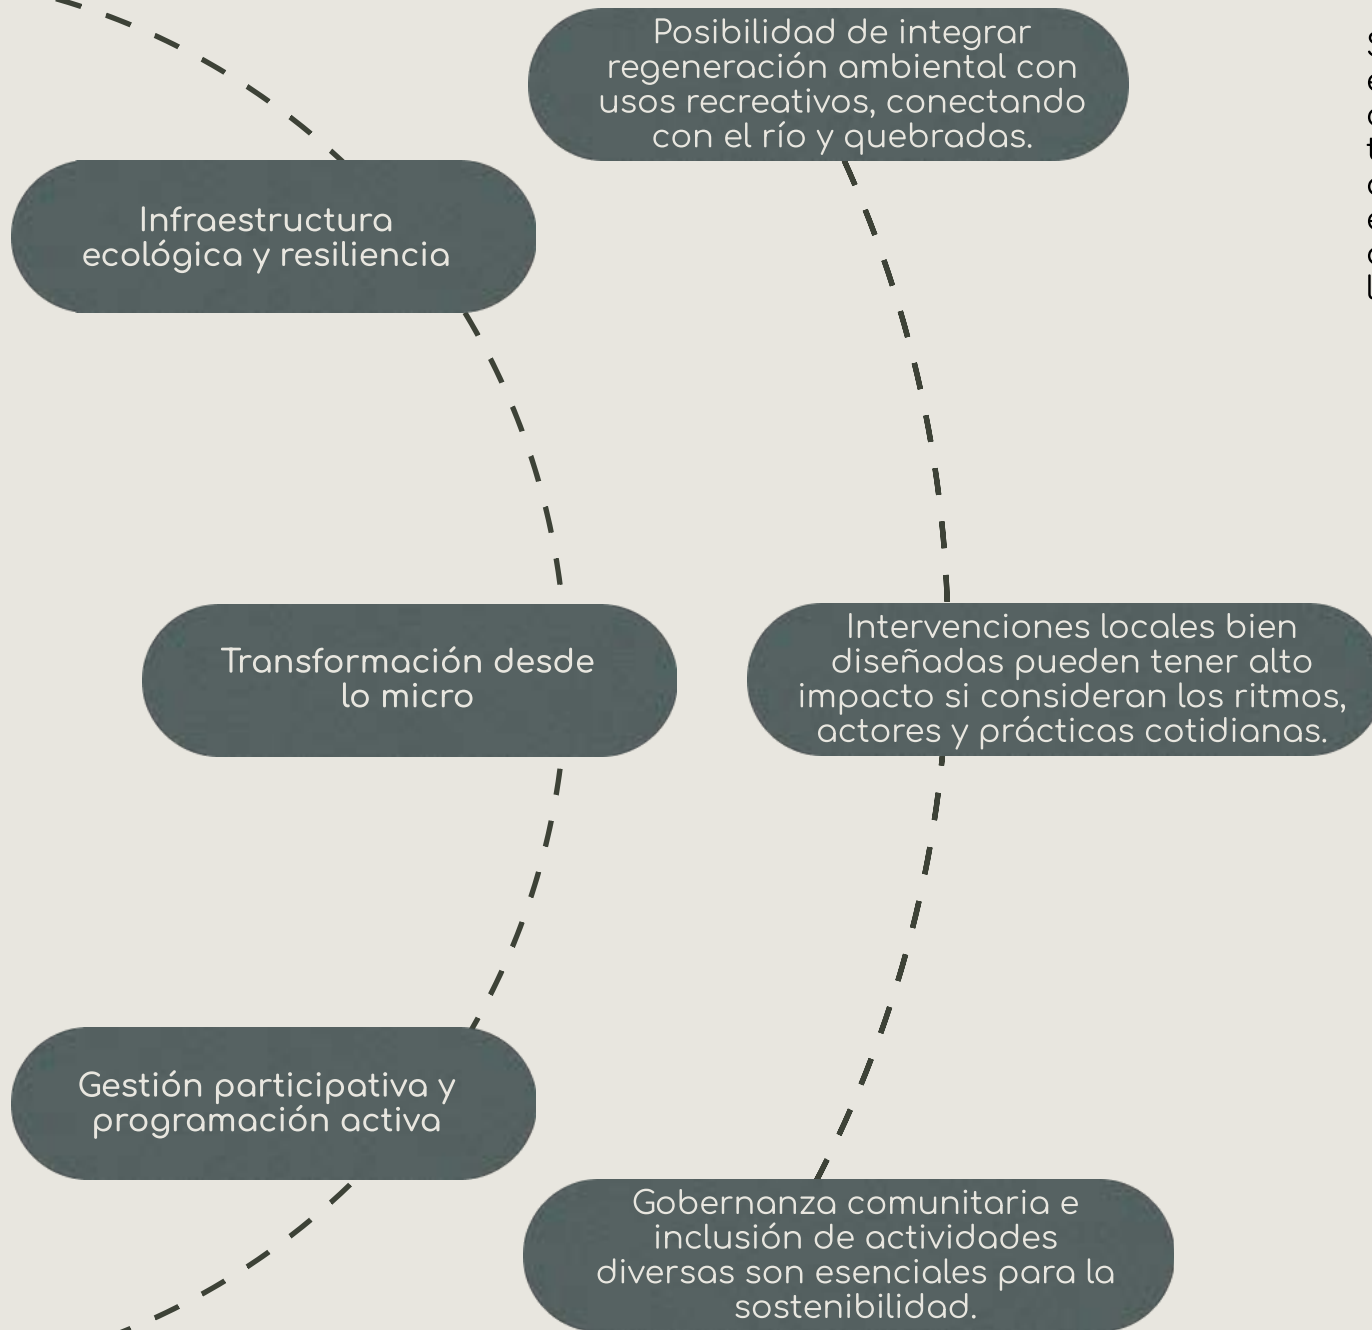 Posibilidad de integrar
regeneración ambiental con
usos recreativos, conectando
con el río y quebradas.
Infraestructura
ecológica y resiliencia
Transformación desde
lo micro
Intervenciones locales bien
diseñadas pueden tener alto
impacto si consideran los ritmos,
actores y prácticas cotidianas.
Gestión participativa y
programación activa
Gobernanza comunitaria e
inclusión de actividades
diversas son esenciales para la
sostenibilidad.